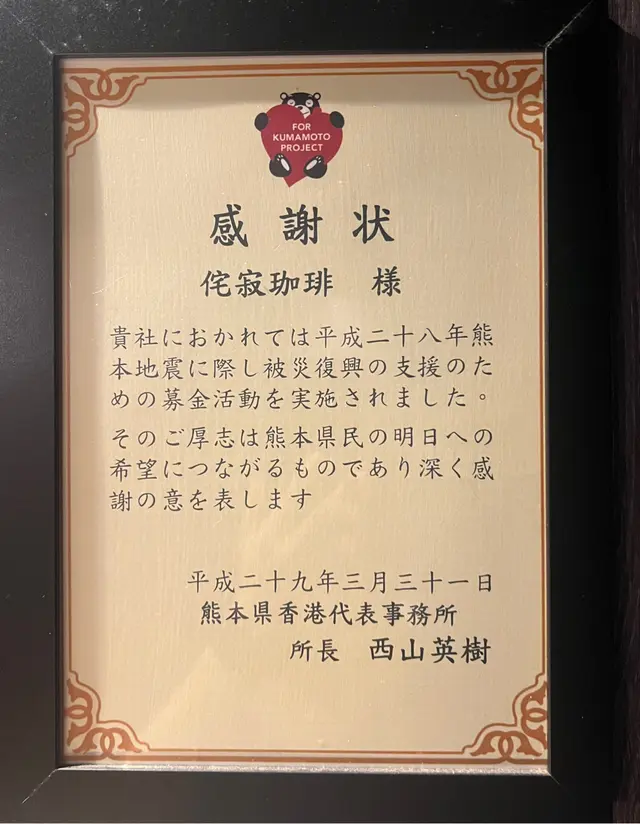 FOR
KUMAMOTO
PROJECT
感謝状
侘寂珈琲 様
貴社におかれては平成二十八年熊
本地震に際し被災復興の支援のた
めの募金活動を実施されました。
そのご厚志は熊本県民の明日への
希望につながるものであり深く感
謝の意を表します
平成二十九年三月三十一日
熊本県香港代表事務所
所長 西山英樹